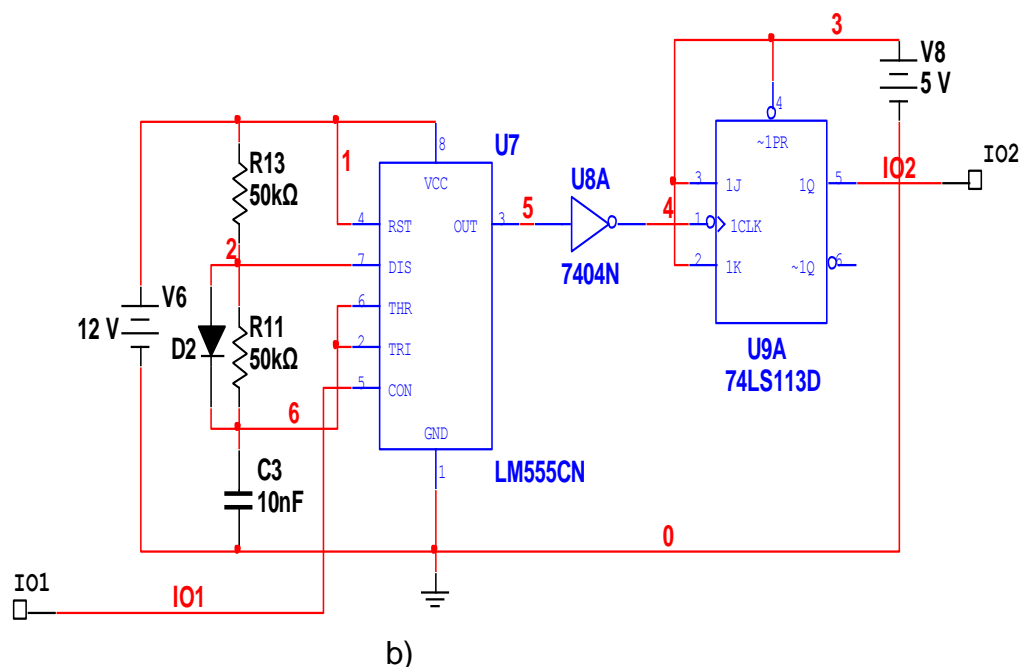 3
V8
5 V
4
~1PR
U7
8
VCC
1
R13
50kΩ
U8A
IO2
IO2
3
1J
1Q
5
4
RST
OUT
3
5
4
1
1CLK
2
7
DIS
7404N
2
1K
~1Q
6
V6
12 V
6
THR
D2
R11
50kΩ
2
TRI
U9A
74LS113D
5
CON
6
GND
C3
10nF
1
LM555CN
0
IO1
IO1
b)